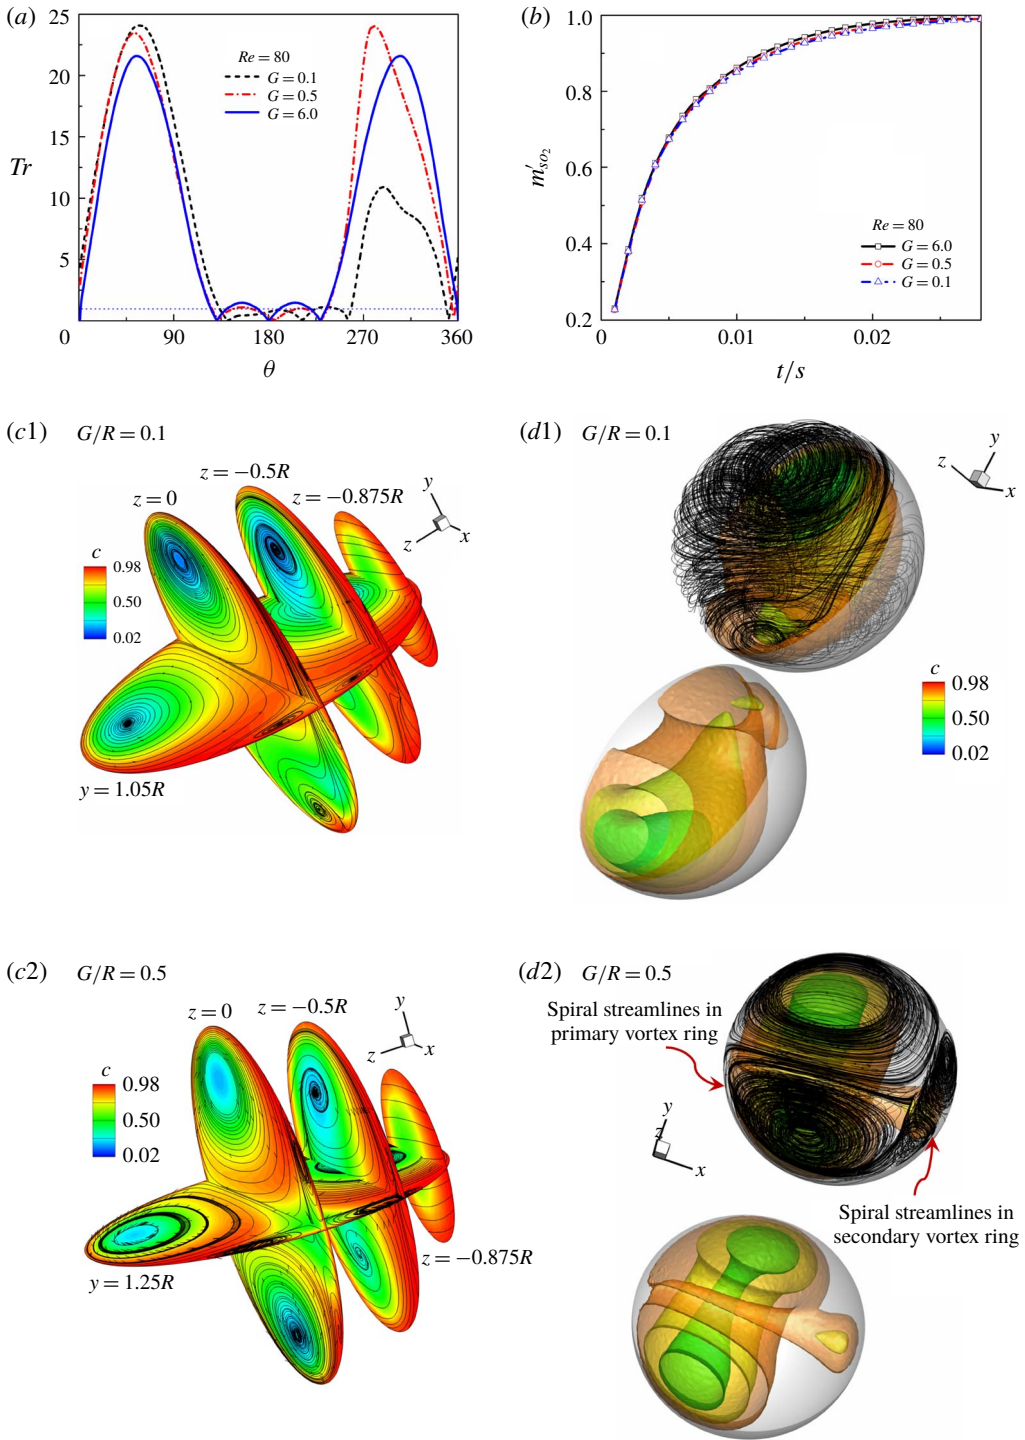 (a)
25
20
15
10
5
0
Tr
Re = 80
G = 0.1
G = 0.5
G = 6.0
0
90
180
270
360
θ
(b)
1.0
0.8
0.6
0.4
0.2
m′so2
Re = 80
G = 6.0
G = 0.5
G = 0.1
0
0.01
0.02
t/s
(c1) G/R = 0.1
z = −0.5R
z = 0
z = −0.875R
y
z
x
c
0.98
0.50
0.02
y = 1.05R
(d1) G/R = 0.1
y
z
x
c
0.98
0.50
0.02
(c2) G/R = 0.5
z = −0.5R
z = 0
y
z
x
c
0.98
0.50
0.02
z = −0.875R
y = 1.25R
(d2) G/R = 0.5
Spiral streamlines in
primary vortex ring
y
z
x
Spiral streamlines in
secondary vortex ring